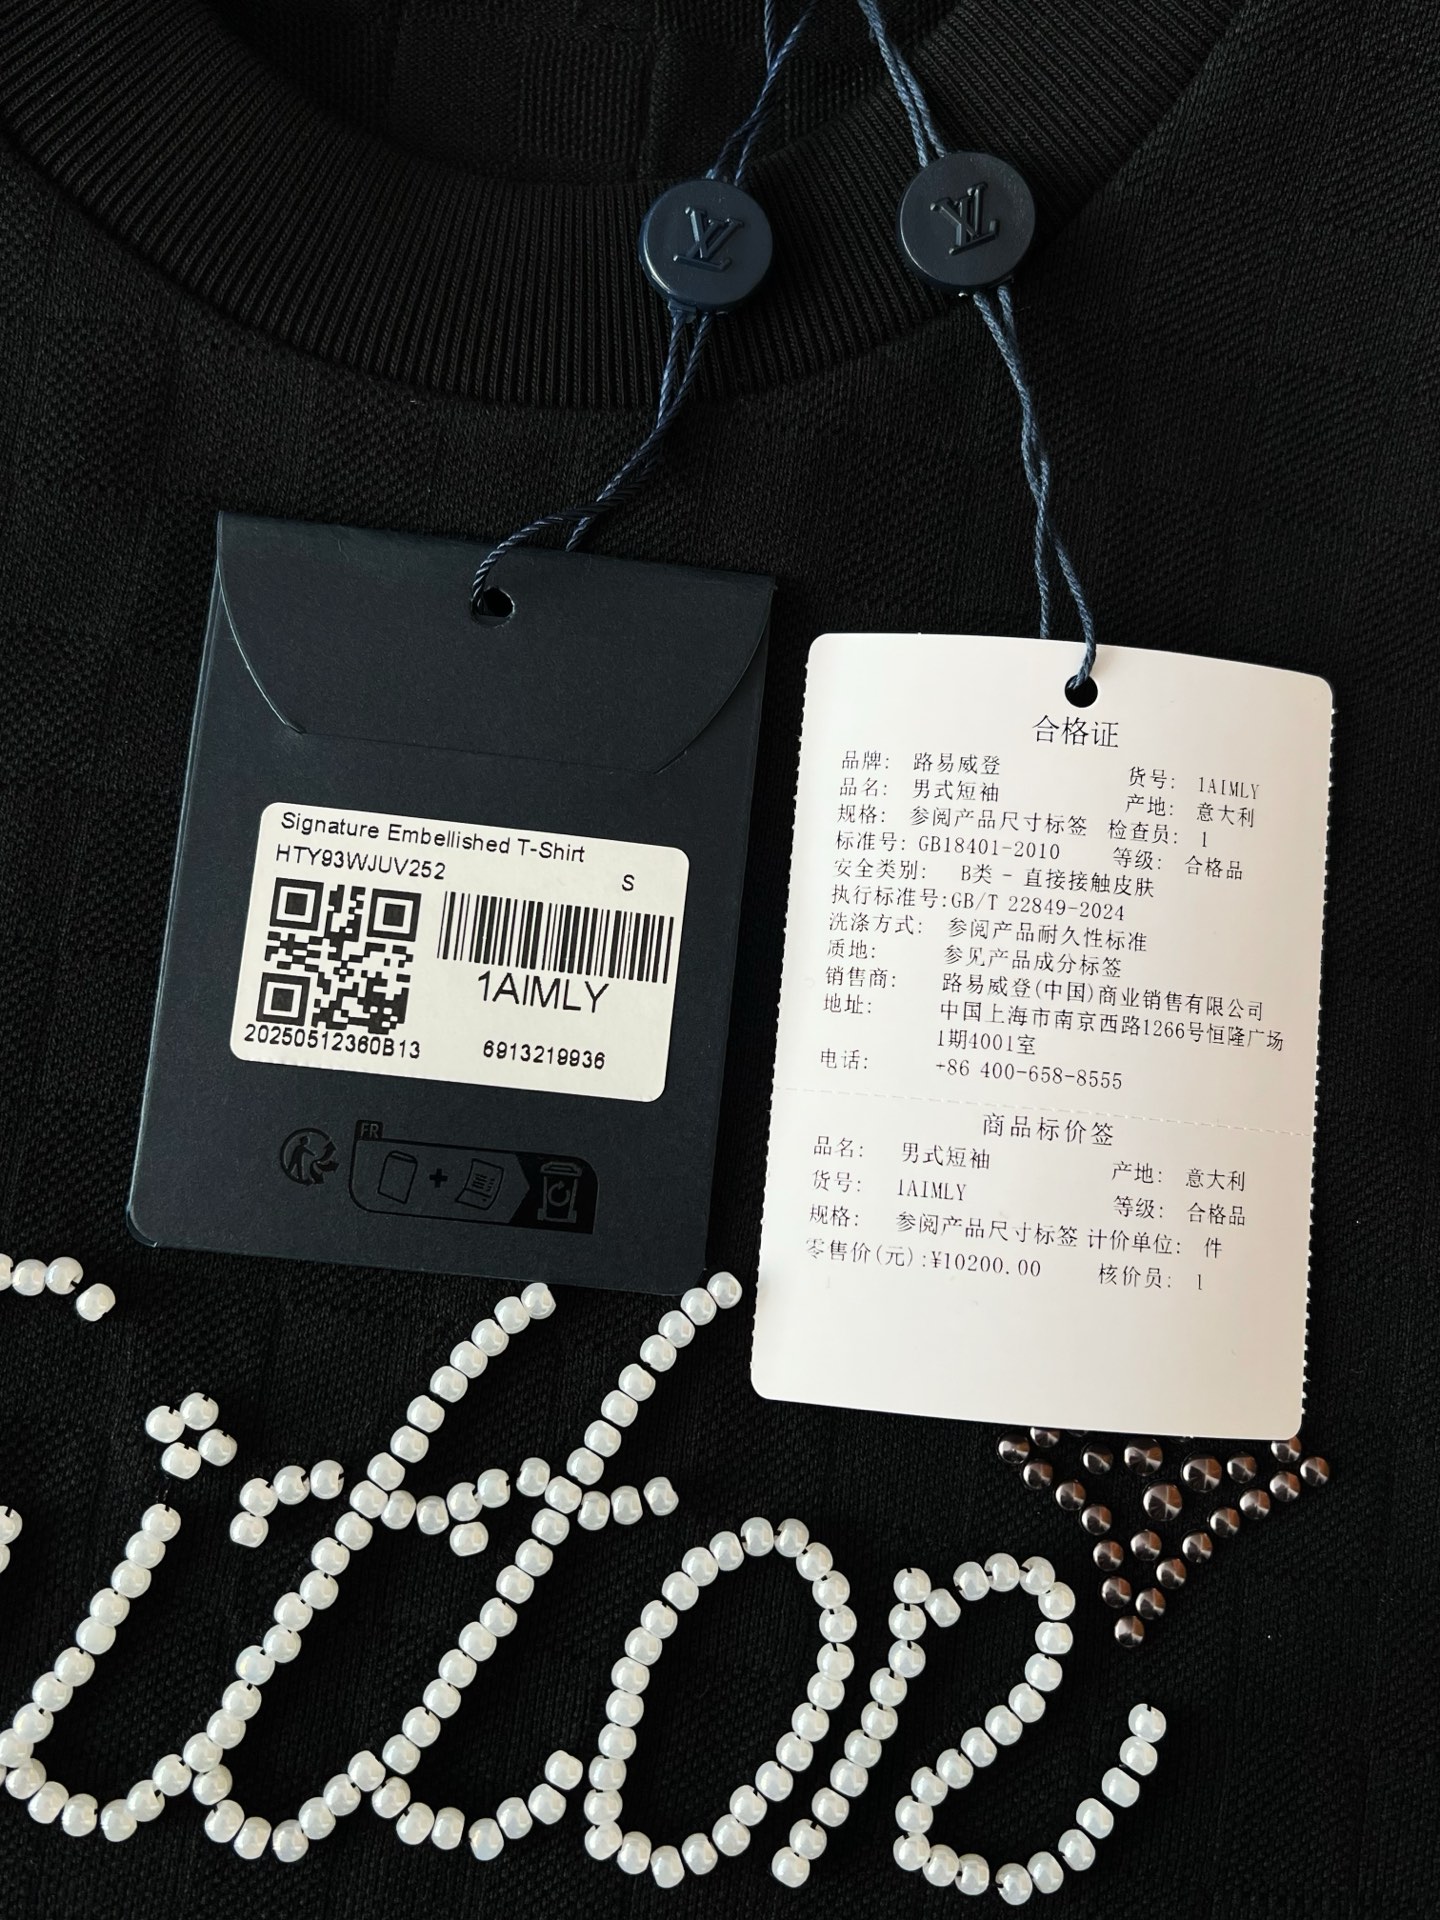 LV
LV
Signature Embellished T-Shirt
HTY93WJUV252
S
1AIMLY
20250512360B13
6913219936
FR
合格证
品牌: 路易威登
货号: 1AIMLY
品名: 男式短袖
产地: 意大利
规格: 参阅产品尺寸标签
检查员: 1
标准号: GB18401-2010
等级: 合格品
安全类别: B类 - 直接接触皮肤
执行标准号:GB/T 22849-2024
洗涤方式: 参阅产品耐久性标准
质地: 参见产品成分标签
销售商: 路易威登(中国)商业销售有限公司
地址: 中国上海市南京西路1266号恒隆广场
1期4001室
电话: +86 400-658-8555
商品标价签
品名: 男式短袖
产地: 意大利
货号: 1AIMLY
等级: 合格品
规格: 参阅产品尺寸标签
计价单位: 件
零售价(元):¥10200.00
核价员: 1